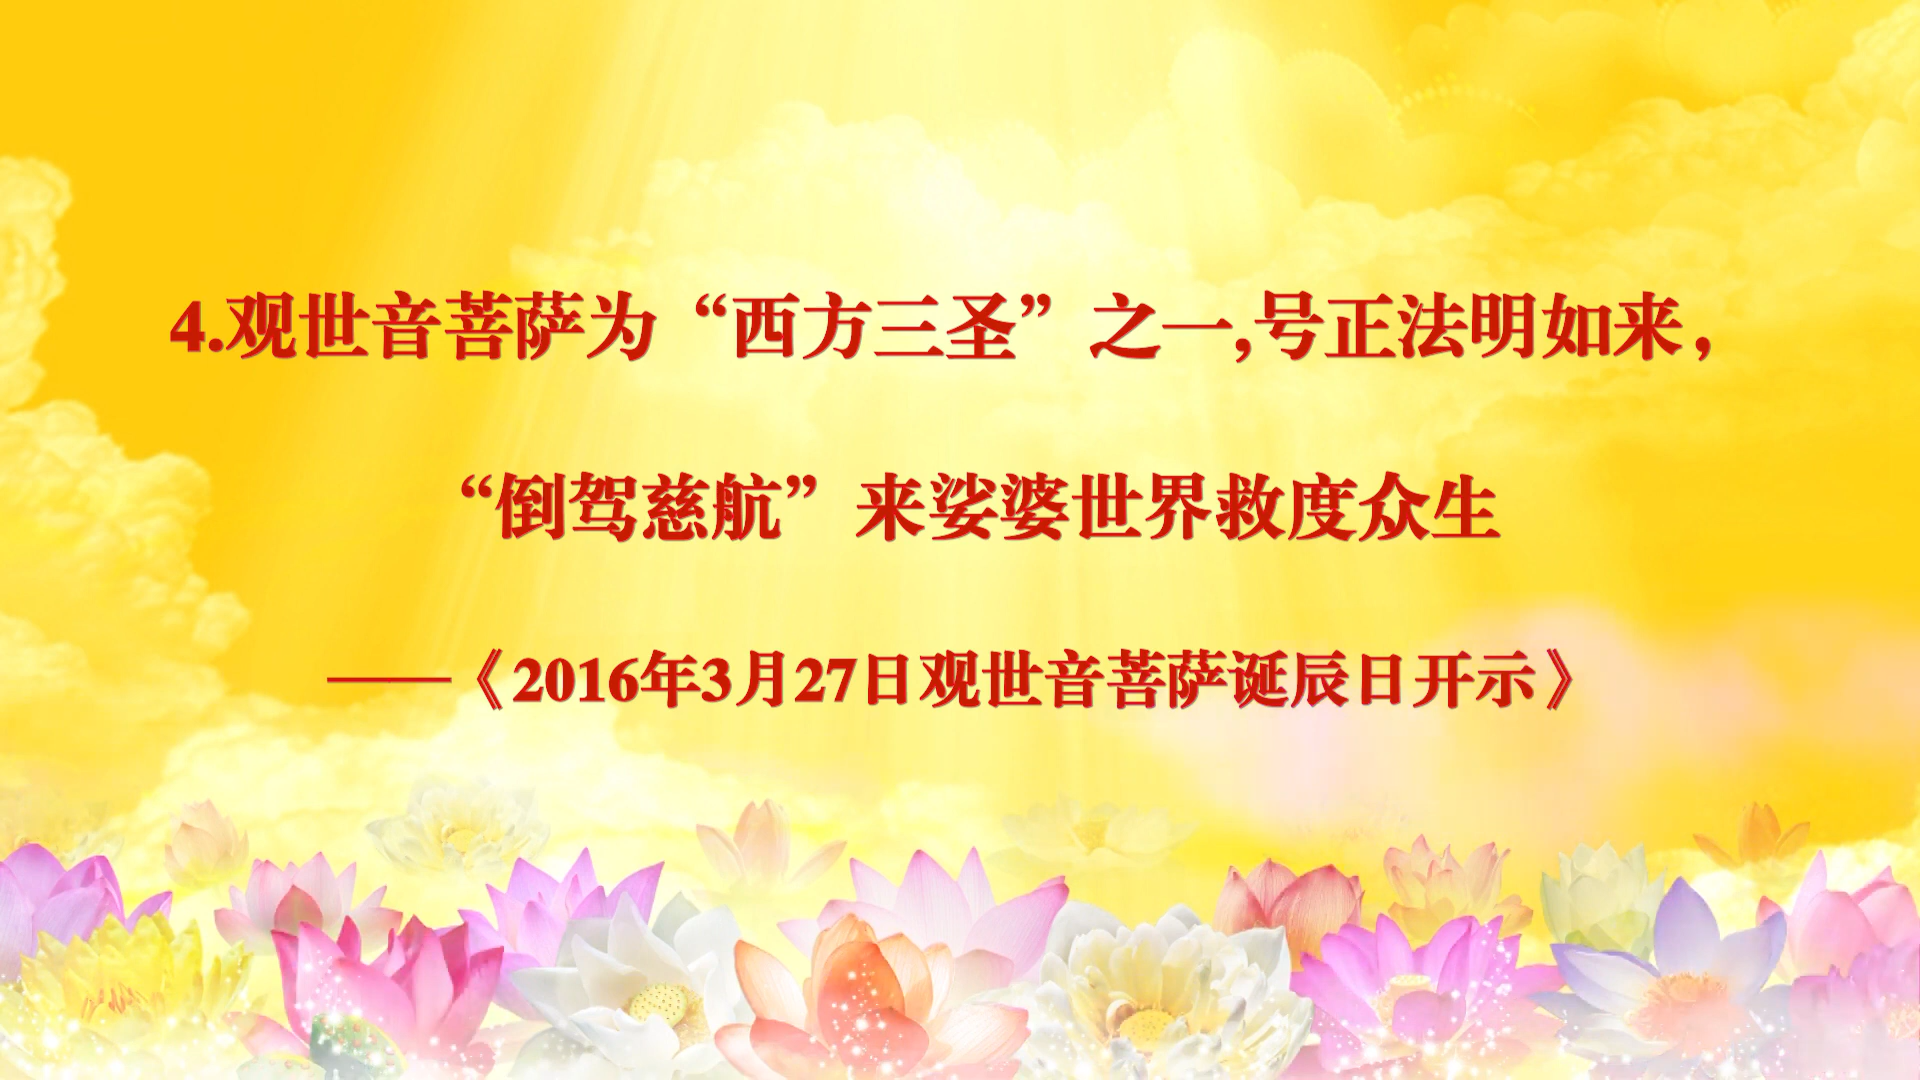 4.观世音菩萨为“西方三圣”之一,号正法明如来，
“倒驾慈航”来娑婆世界救度众生
——《2016年3月27日观世音菩萨诞辰日开示》